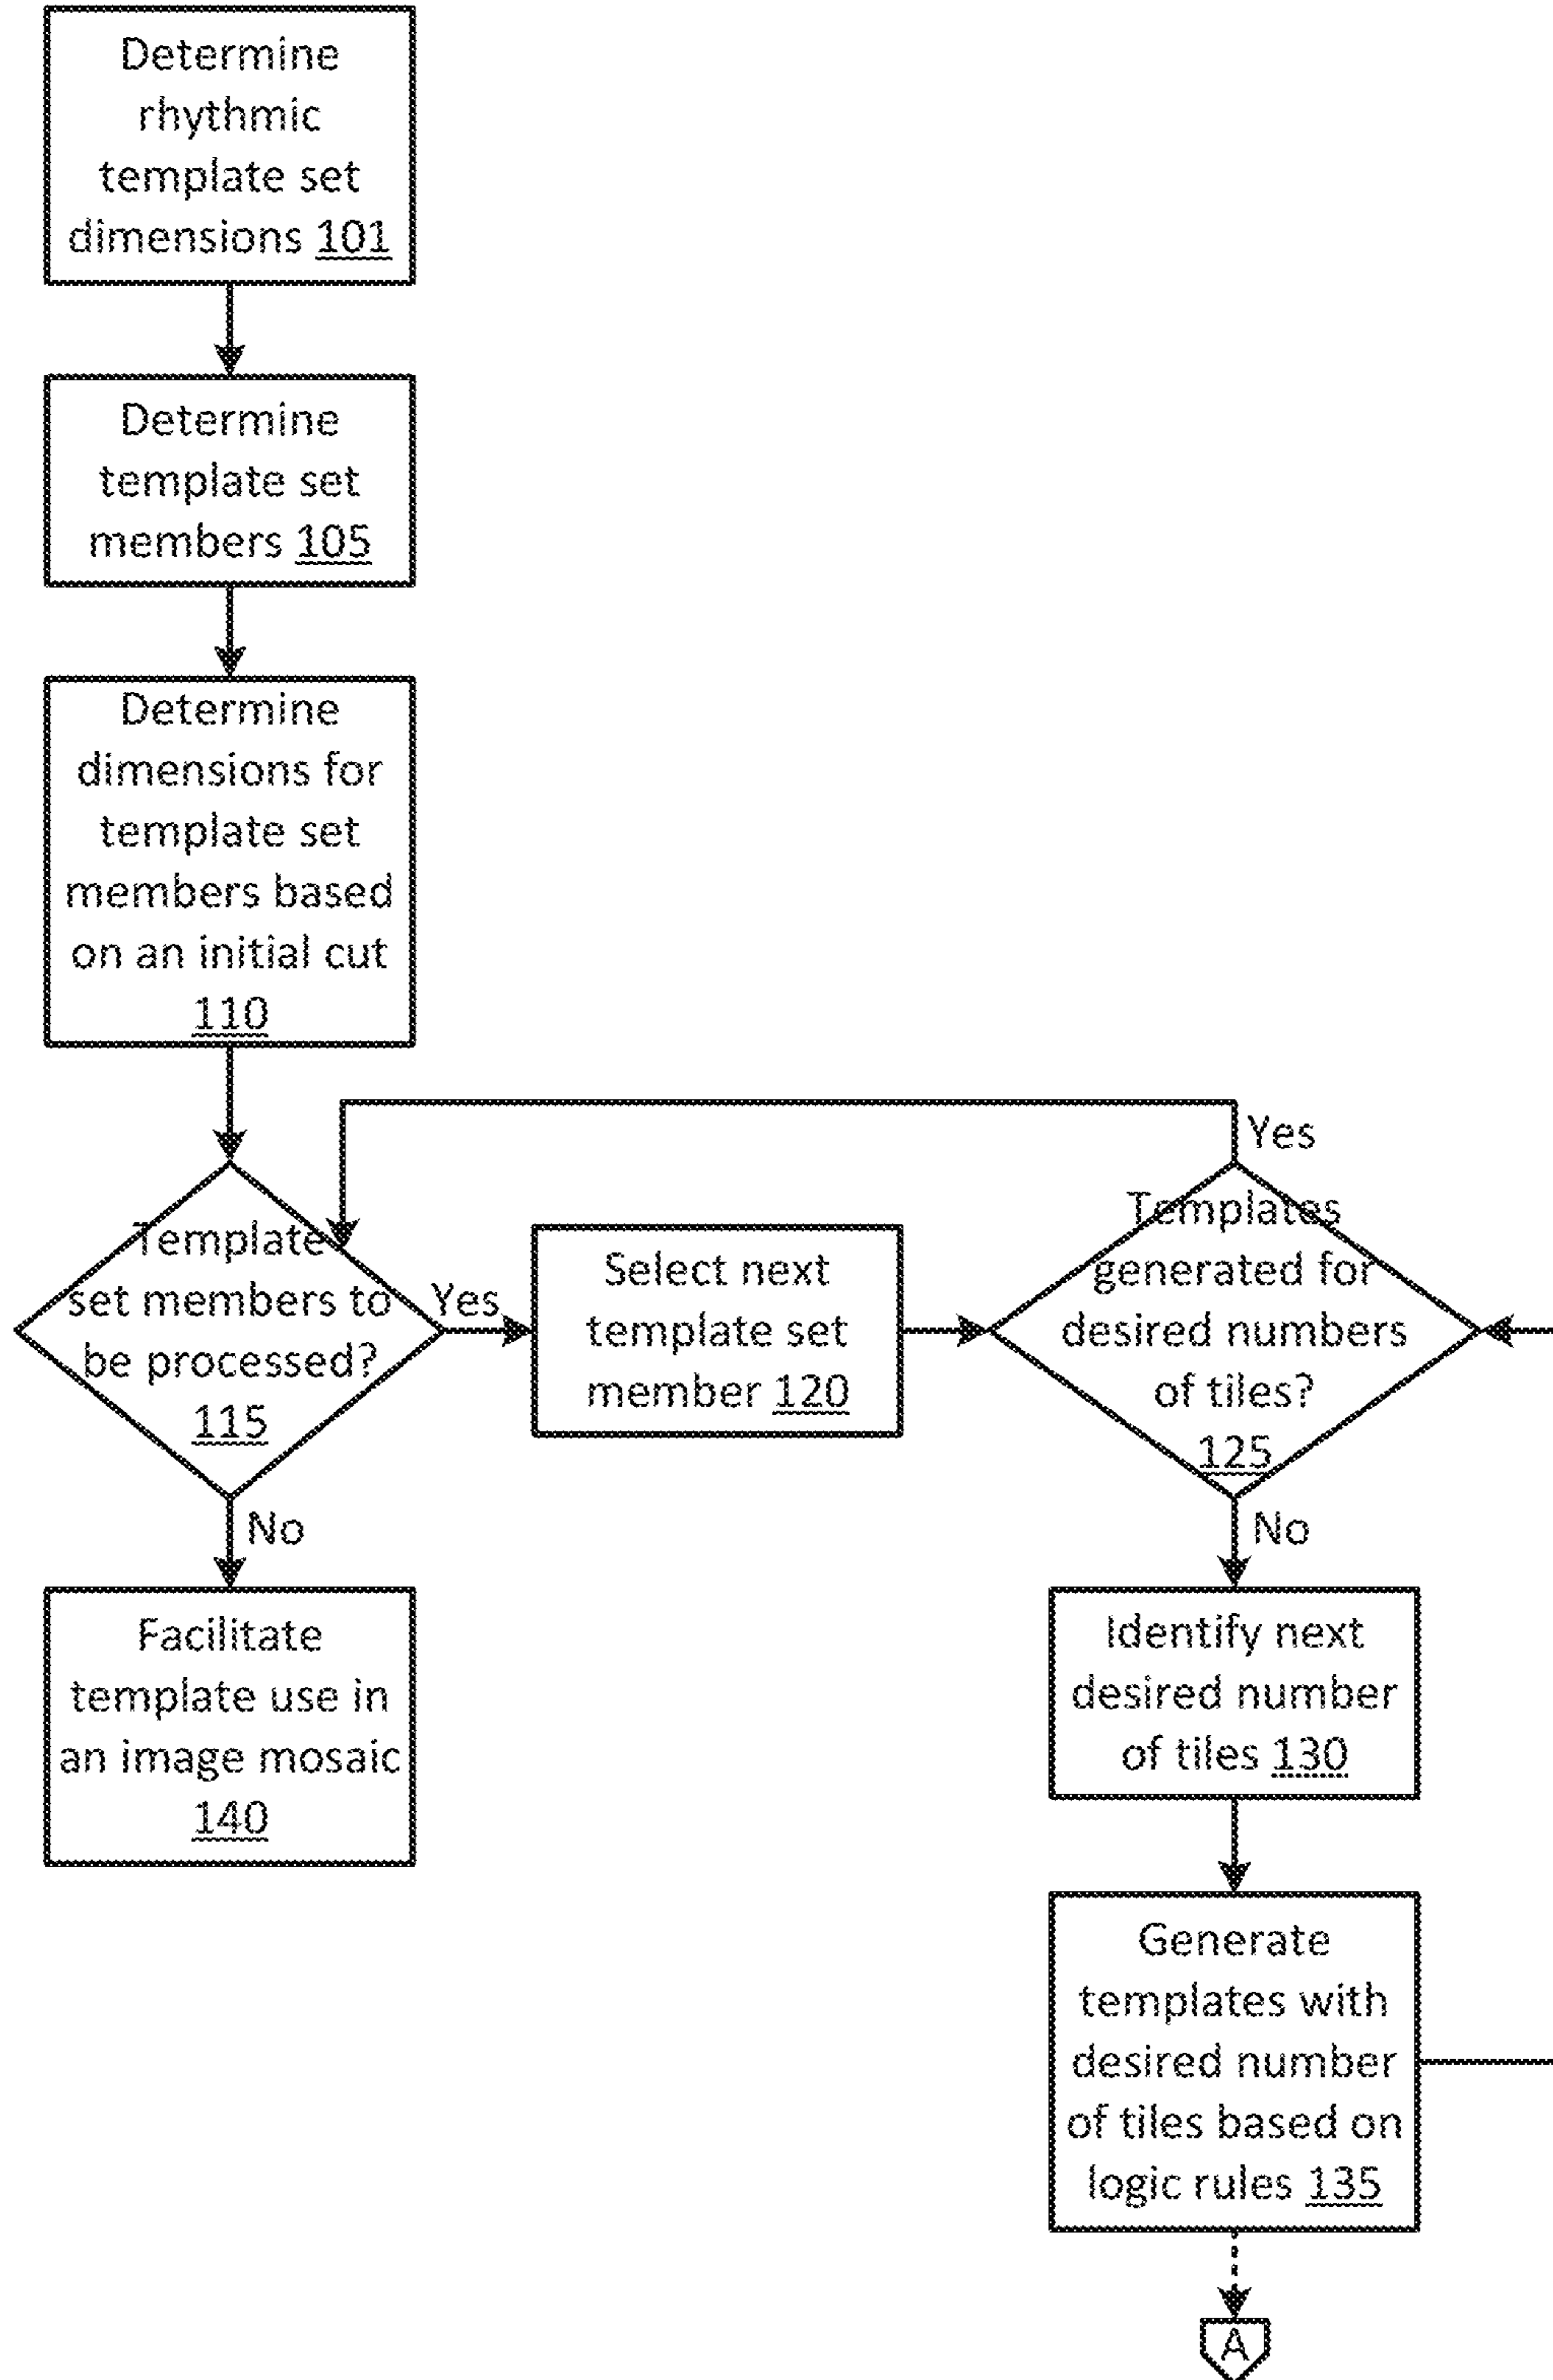 Determine
rhythmic
template set
dimensions 101
Determine
template set
members 105
Determine
dimensions for
template set
members based
on an initial cut
110
Template
set members to
be processed?
115
Yes
No
Select next
template set
member 120
Yes
Templates
generated for
desired numbers
of tiles?
125
No
Facilitate
template use in
an image mosaic
140
Identify next
desired number
of tiles 130
Generate
templates with
desired number
of tiles based on
logic rules 135
A